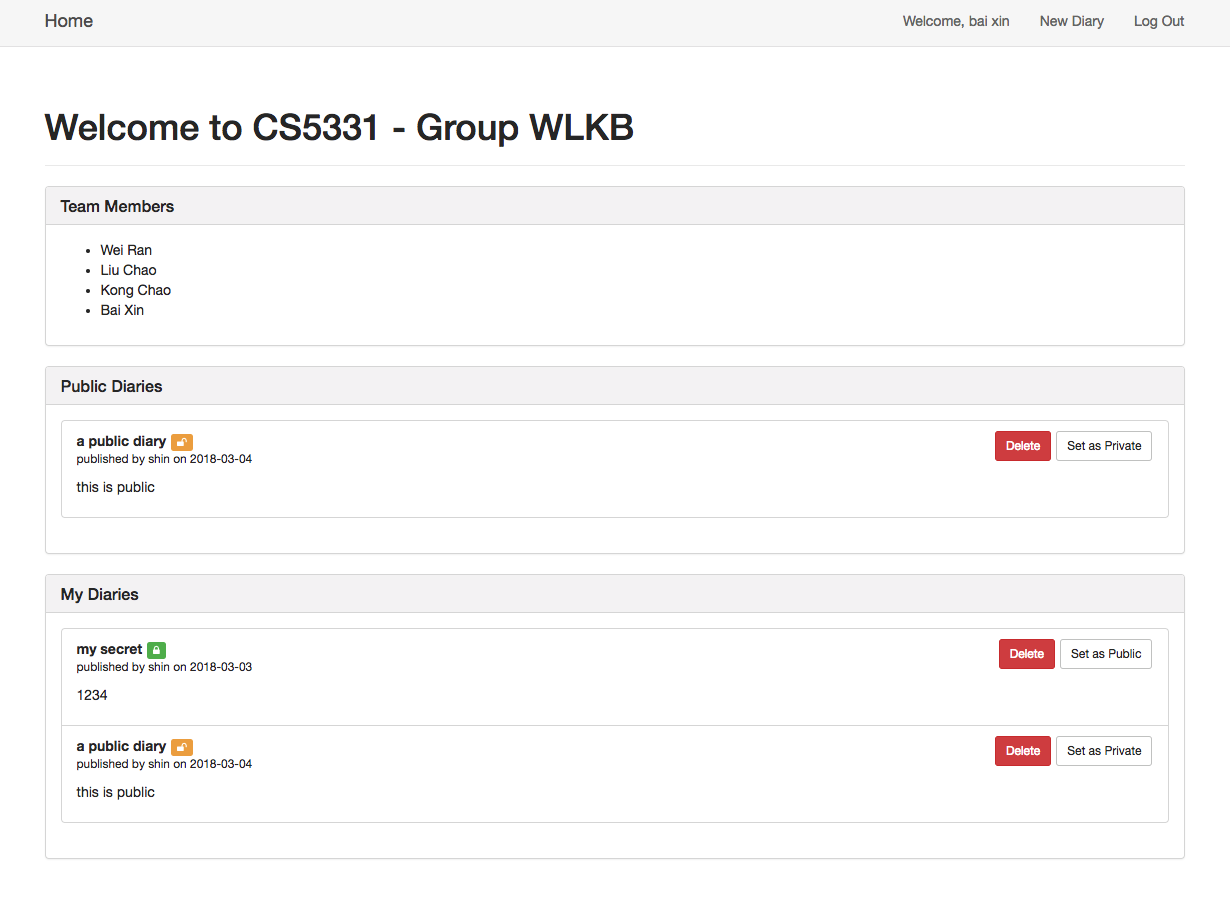 Home Welcome, bai xin New Diary Log Out
Welcome to CS5331 - Group WLKB
Team Members
Wei Ran
Liu Chao
Kong Chao
Bai Xin
Public Diaries
a public diary Delete Set as Private
published by shin on 2018-03-04
this is public
My Diaries
my secret Delete Set as Public
published by shin on 2018-03-03
1234
a public diary Delete Set as Private
published by shin on 2018-03-04
this is public